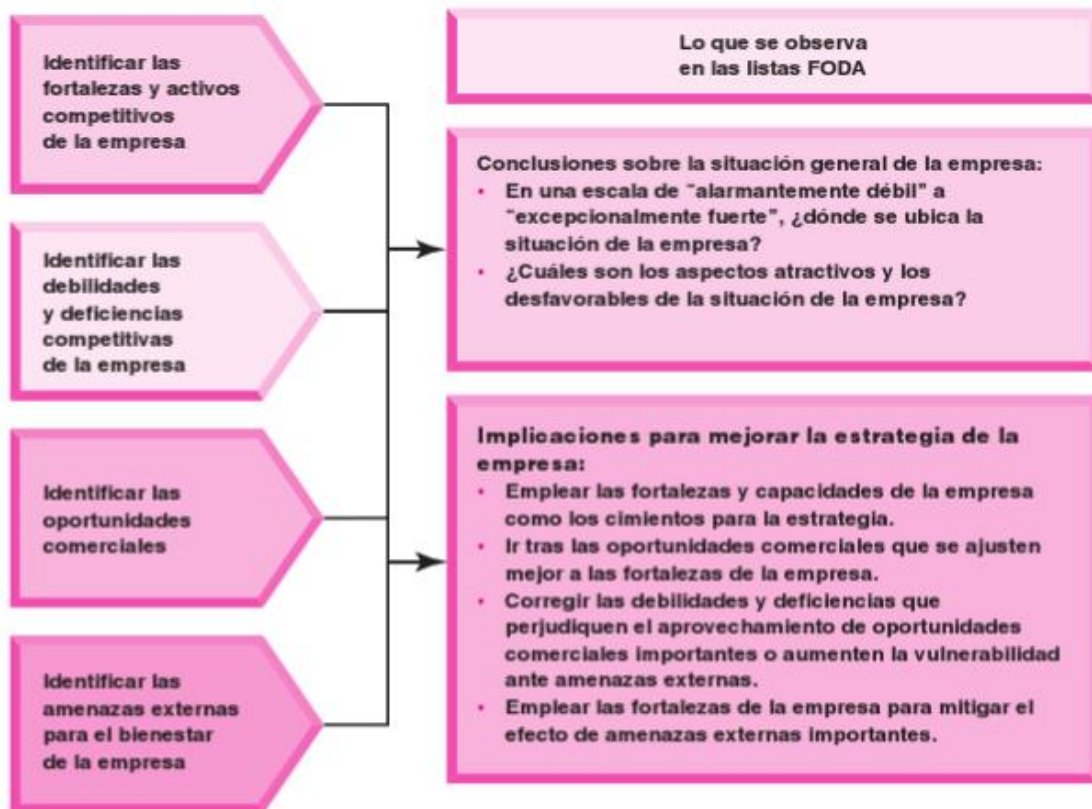 Identificar las
fortalezas y activos
competitivos
de la empresa
Identificar las
debilidades
y deficiencias
competitivas
de la empresa
Identificar las
oportunidades
comerciales
Identificar las
amenazas externas
para el bienestar
de la empresa
Lo que se observa
en las listas FODA
Conclusiones sobre la situación general de la empresa:
• En una escala de "alarmantemente débil" a
"excepcionalmente fuerte", ¿dónde se ubica la
situación de la empresa?
• ¿Cuáles son los aspectos atractivos y los
desfavorables de la situación de la empresa?
Implicaciones para mejorar la estrategia de la
empresa:
• Emplear las fortalezas y capacidades de la empresa
como los cimientos para la estrategia.
• Ir tras las oportunidades comerciales que se ajusten
mejor a las fortalezas de la empresa.
• Corregir las debilidades y deficiencias que
perjudiquen el aprovechamiento de oportunidades
comerciales importantes o aumenten la vulnerabilidad
ante amenazas externas.
• Emplear las fortalezas de la empresa para mitigar el
efecto de amenazas externas importantes.